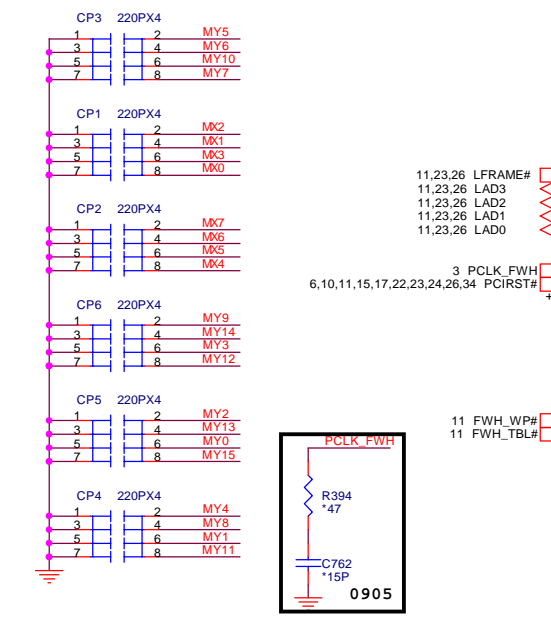 CP3 220PX4
1 2 MY5
3 4 MY6
5 6 MY10
7 8 MY7
CP1 220PX4
1 2 MX2
3 4 MX1
5 6 MX3
7 8 MX0
CP2 220PX4
1 2 MX7
3 4 MX6
5 6 MX5
7 8 MX4
CP6 220PX4
1 2 MY9
3 4 MY14
5 6 MY3
7 8 MY12
CP5 220PX4
1 2 MY2
3 4 MY13
5 6 MY0
7 8 MY15
CP4 220PX4
1 2 MY4
3 4 MY8
5 6 MY1
7 8 MY11
11,23,26 LFRAME#
11,23,26 LAD3
11,23,26 LAD2
11,23,26 LAD1
11,23,26 LAD0
3 PCLK_FWH
6,10,11,15,17,22,23,24,26,34 PCIRST#
+
11 FWH_WP#
11 FWH_TBL#
PCLK_FWH
R394
*47
C762
*15P
0905